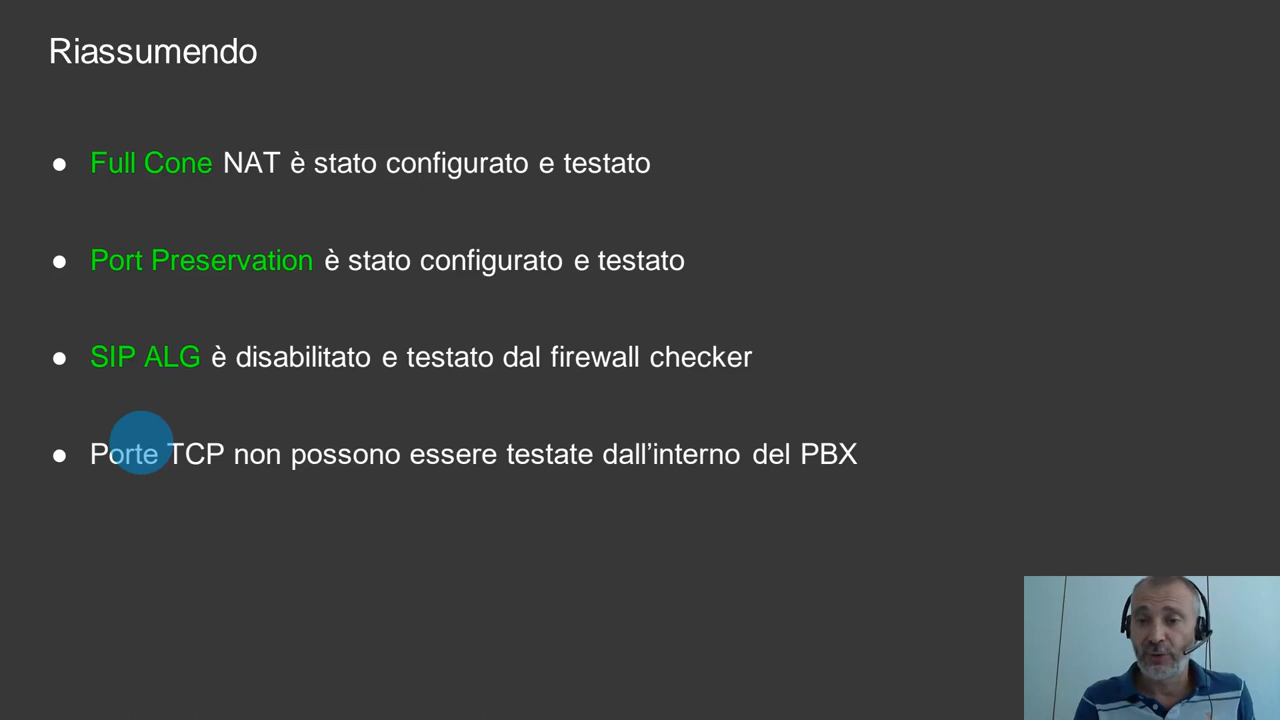 Riassumendo
● Full Cone NAT è stato configurato e testato
● Port Preservation è stato configurato e testato
● SIP ALG è disabilitato e testato dal firewall checker
● Porte TCP non possono essere testate dall’interno del PBX